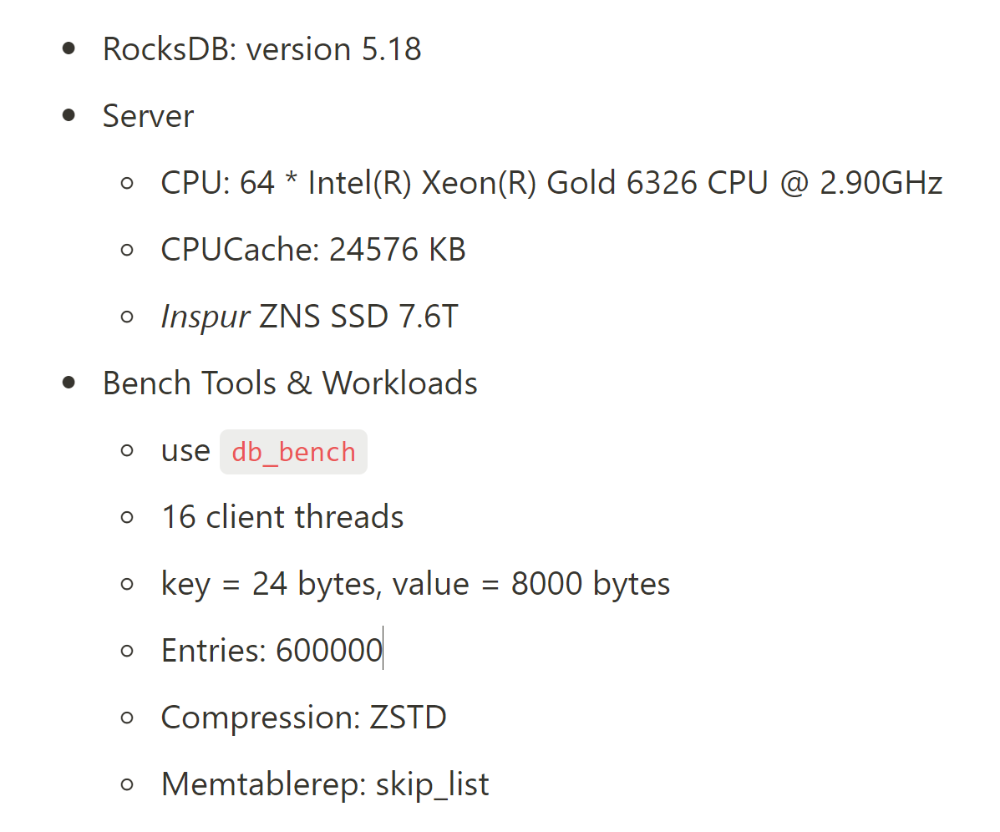 RocksDB: version 5.18
Server
CPU: 64 * Intel(R) Xeon(R) Gold 6326 CPU @ 2.90GHz
CPUCache: 24576 KB
Inspur ZNS SSD 7.6T
Bench Tools & Workloads
use db_bench
16 client threads
key = 24 bytes, value = 8000 bytes
Entries: 600000
Compression: ZSTD
Memtablerep: skip_list